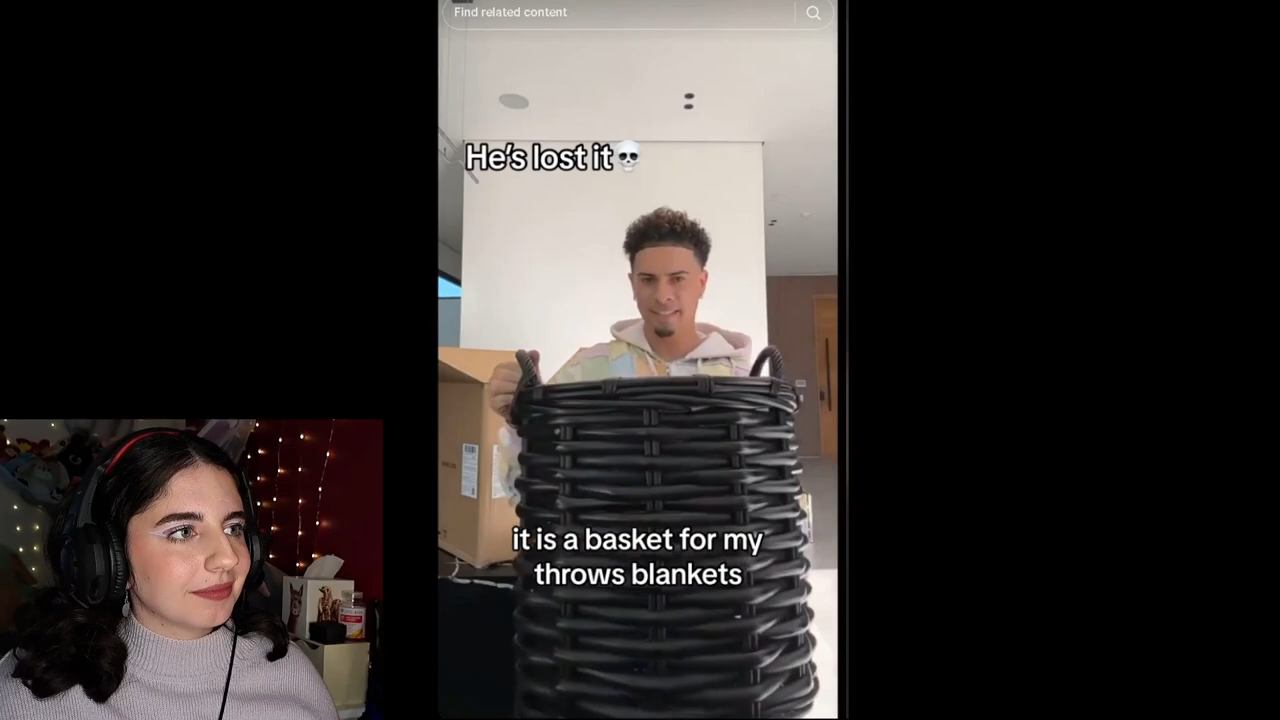 Find related content
He's lost it💀
it is a basket for my
throws blankets